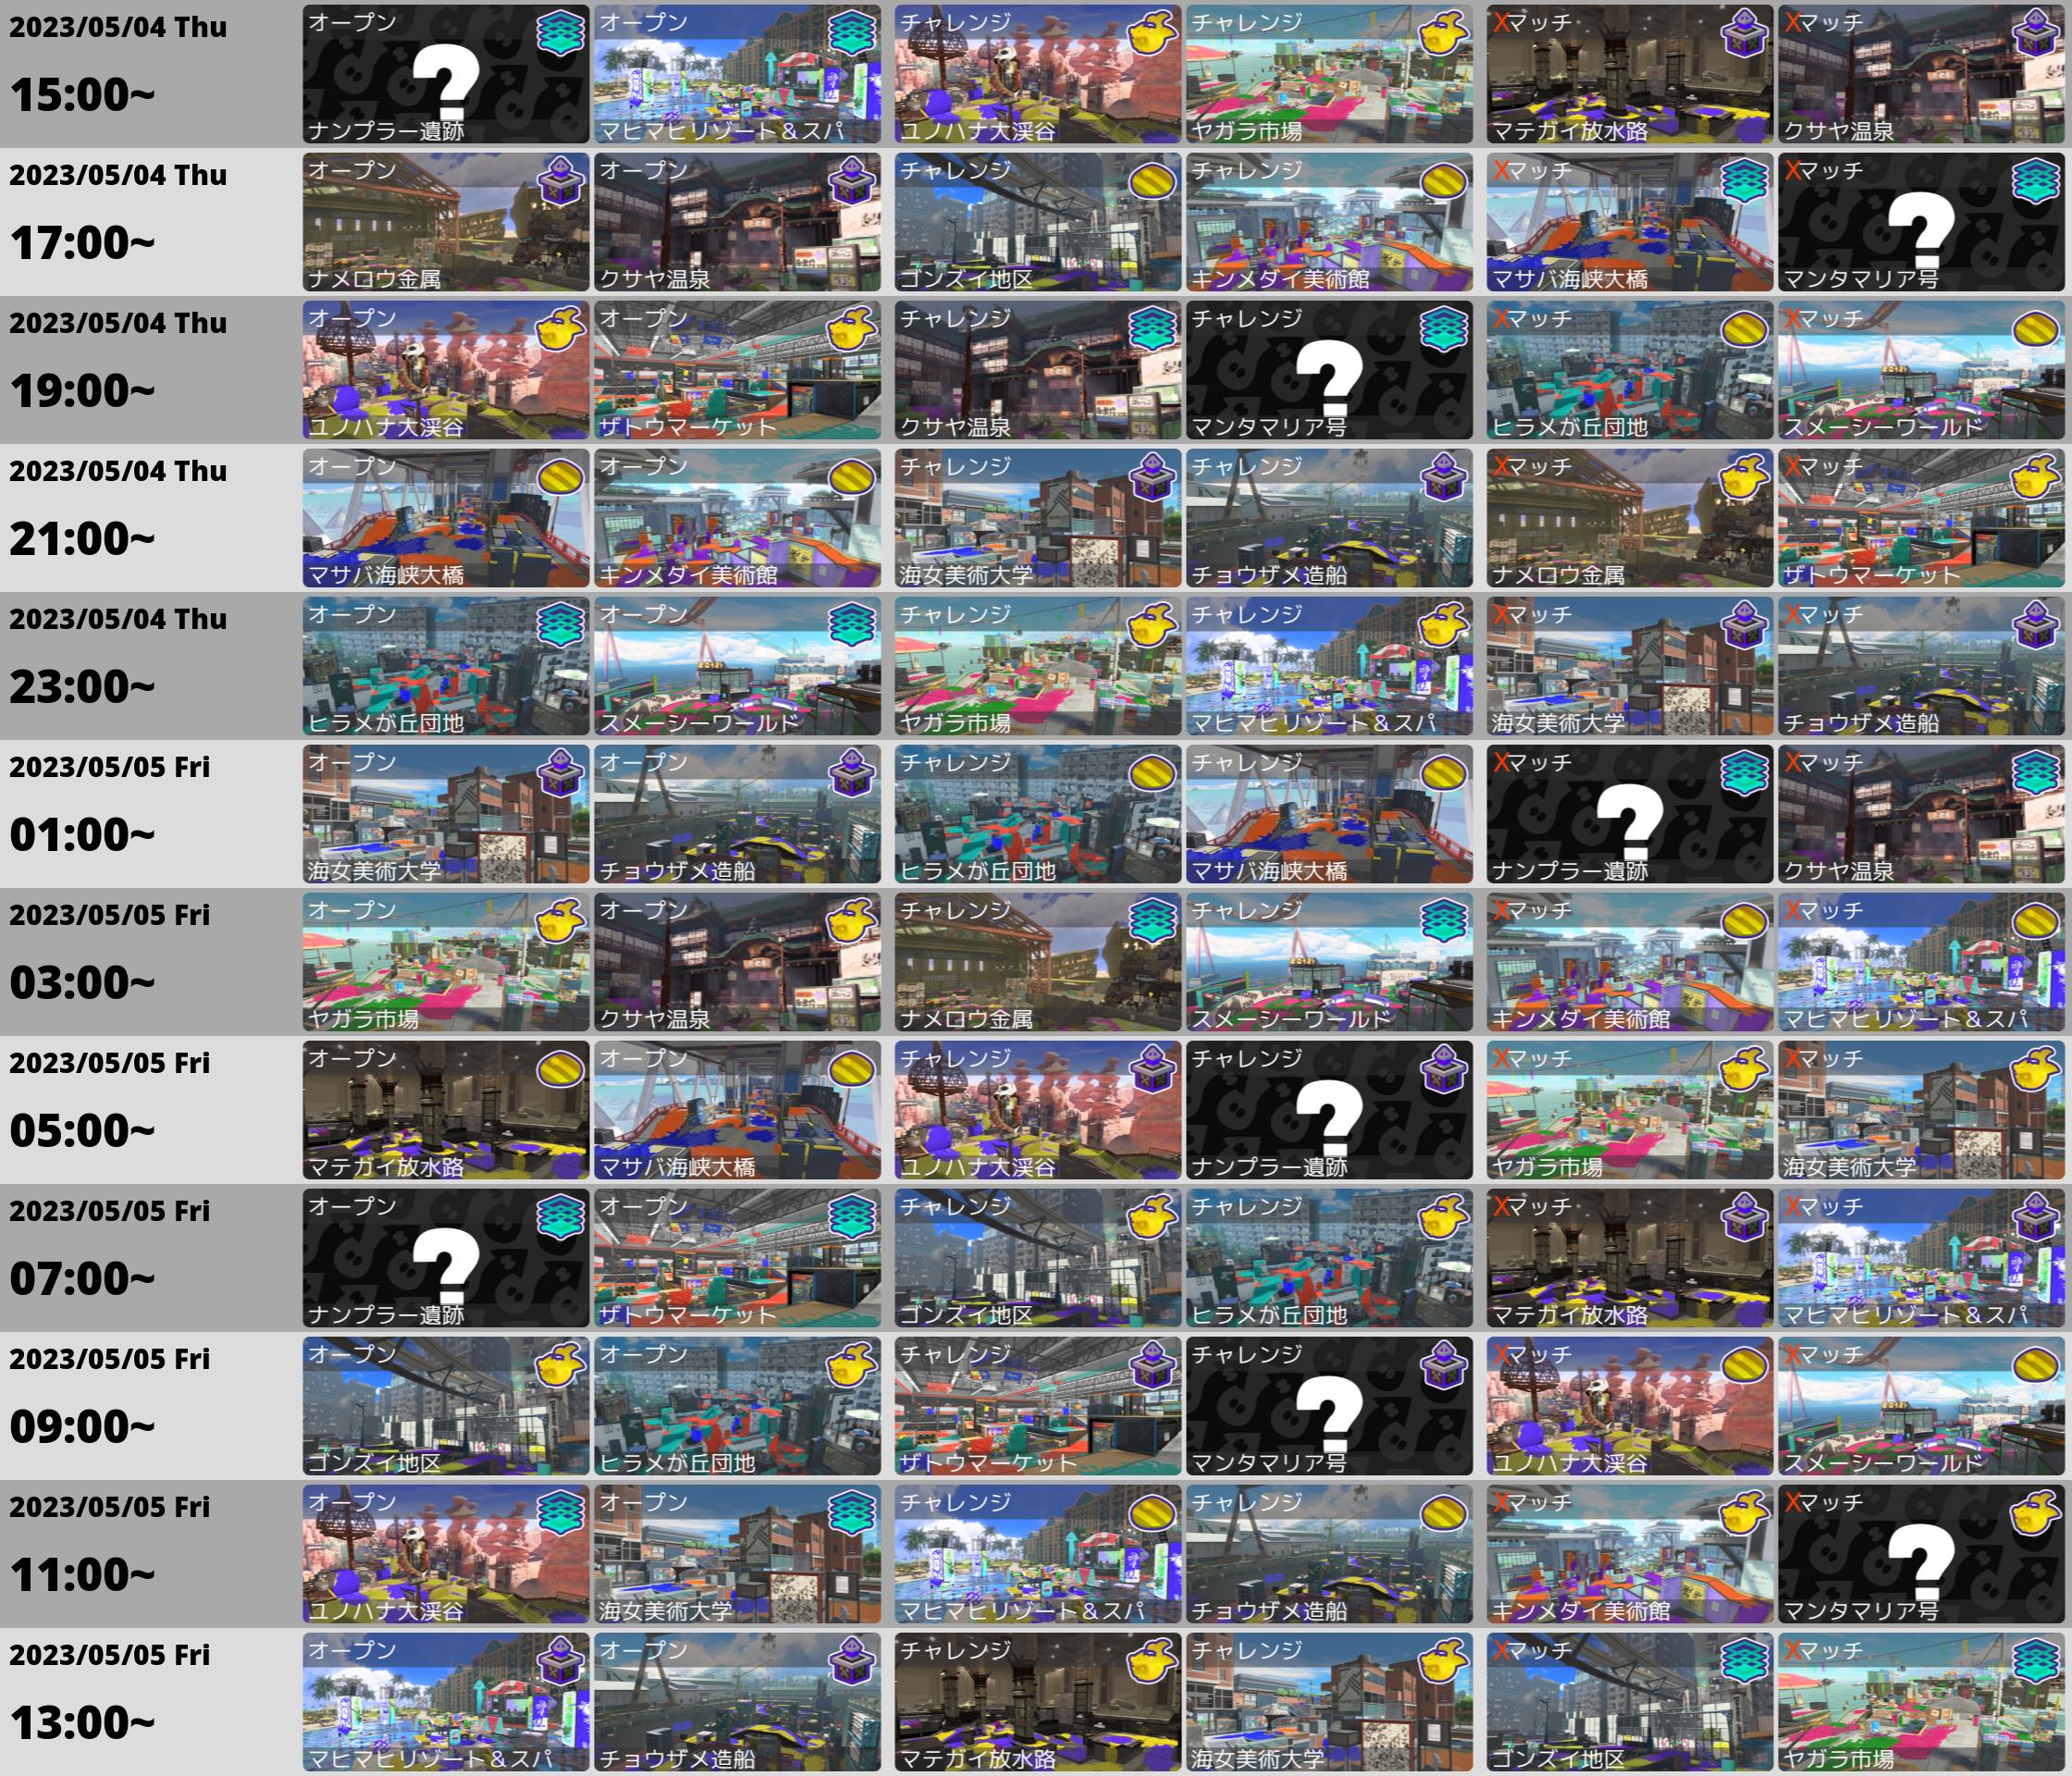 2023/05/04 Thu
15:00~
オープン オープン チャレンジ チャレンジ Xマッチ Xマッチ
ナンプラー遺跡 マヒマヒリゾート＆スパ ユノハナ大渓谷 ヤガラ市場 マテガイ放水路 クサヤ温泉
2023/05/04 Thu
17:00~
オープン オープン チャレンジ チャレンジ Xマッチ Xマッチ
ナメロウ金属 クサヤ温泉 ゴンズイ地区 キンメダイ美術館 マサバ海峡大橋 マンタマリア号
2023/05/04 Thu
19:00~
オープン オープン チャレンジ チャレンジ Xマッチ Xマッチ
ユノハナ大渓谷 ザトウマーケット クサヤ温泉 マンタマリア号 ヒラメが丘団地 スメーシーワールド
2023/05/04 Thu
21:00~
オープン オープン チャレンジ チャレンジ Xマッチ Xマッチ
マサバ海峡大橋 キンメダイ美術館 海女美術大学 チョウザメ造船 ナメロウ金属 ザトウマーケット
2023/05/04 Thu
23:00~
オープン オープン チャレンジ チャレンジ Xマッチ Xマッチ
ヒラメが丘団地 スメーシーワールド ヤガラ市場 マヒマヒリゾート＆スパ 海女美術大学 チョウザメ造船
2023/05/05 Fri
01:00~
オープン オープン チャレンジ チャレンジ Xマッチ Xマッチ
海女美術大学 チョウザメ造船 ヒラメが丘団地 マサバ海峡大橋 ナンプラー遺跡 クサヤ温泉
2023/05/05 Fri
03:00~
オープン オープン チャレンジ チャレンジ Xマッチ Xマッチ
ヤガラ市場 クサヤ温泉 ナメロウ金属 スメーシーワールド キンメダイ美術館 マヒマヒリゾート＆スパ
2023/05/05 Fri
05:00~
オープン オープン チャレンジ チャレンジ Xマッチ Xマッチ
マテガイ放水路 マサバ海峡大橋 ユノハナ大渓谷 ナンプラー遺跡 ヤガラ市場 海女美術大学
2023/05/05 Fri
07:00~
オープン オープン チャレンジ チャレンジ Xマッチ Xマッチ
ナンプラー遺跡 ザトウマーケット ゴンズイ地区 ヒラメが丘団地 マテガイ放水路 マヒマヒリゾート＆スパ
2023/05/05 Fri
09:00~
オープン オープン チャレンジ チャレンジ Xマッチ Xマッチ
ゴンズイ地区 ヒラメが丘団地 ザトウマーケット マンタマリア号 ユノハナ大渓谷 スメーシーワールド
2023/05/05 Fri
11:00~
オープン オープン チャレンジ チャレンジ Xマッチ Xマッチ
ユノハナ大渓谷 海女美術大学 マヒマヒリゾート＆スパ チョウザメ造船 キンメダイ美術館 マンタマリア号
2023/05/05 Fri
13:00~
オープン オープン チャレンジ チャレンジ Xマッチ Xマッチ
マヒマヒリゾート＆スパ チョウザメ造船 マテガイ放水路 海女美術大学 ゴンズイ地区 ヤガラ市場